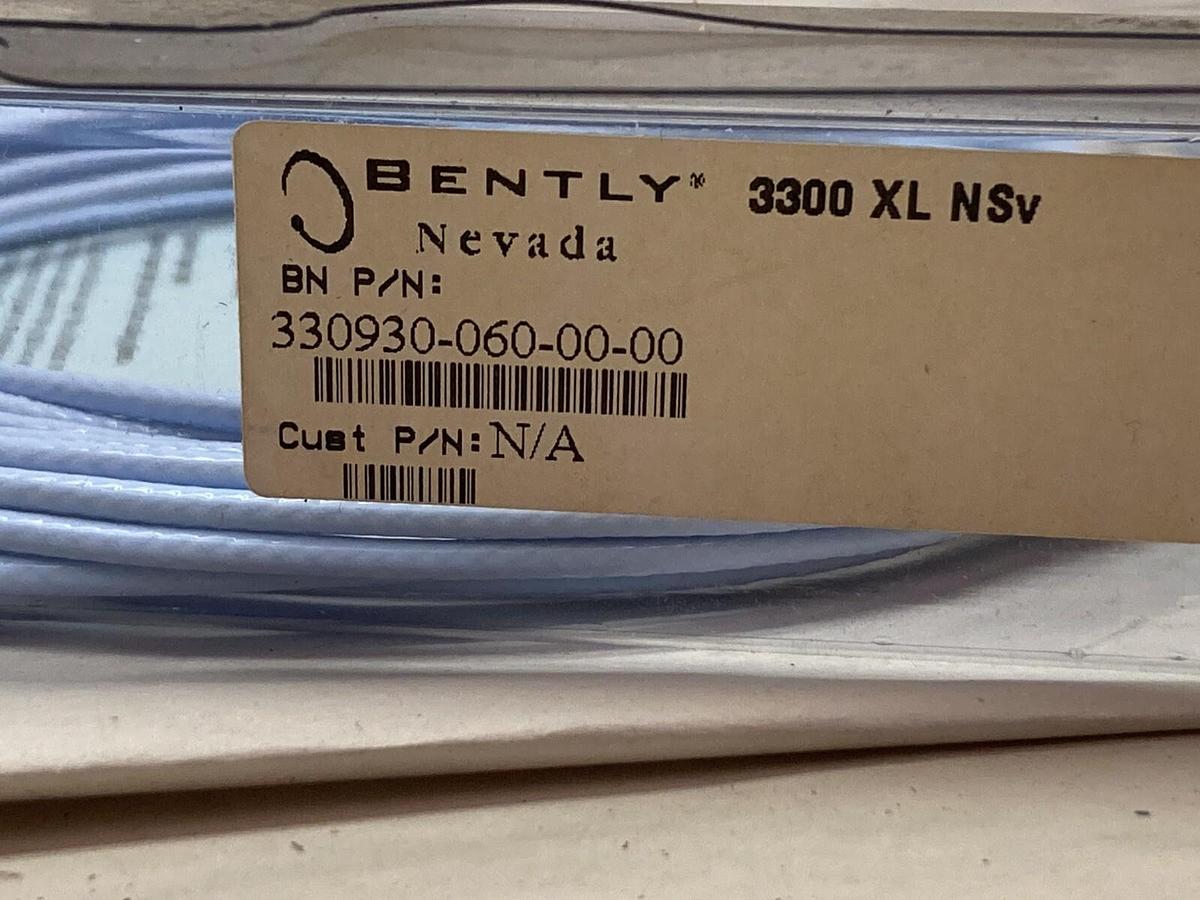 BENTLY® 3300 XL NSv
Nevada
BN P/N:
330930-060-00-00
Cust P/N: N/A